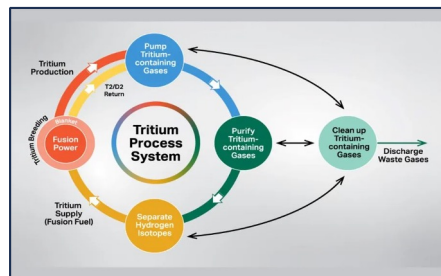 Tritium
Production
Pump
Tritium-
containing
Gases
T2/D2
Return
Tritium Breeding
Blanket
Fusion
Power
Tritium
Process
System
Purify
Tritium-
containing
Gases
Clean up
Tritium-
containing
Gases
Discharge
Waste Gases
Tritium
Supply
(Fusion Fuel)
Separate
Hydrogen
Isotopes